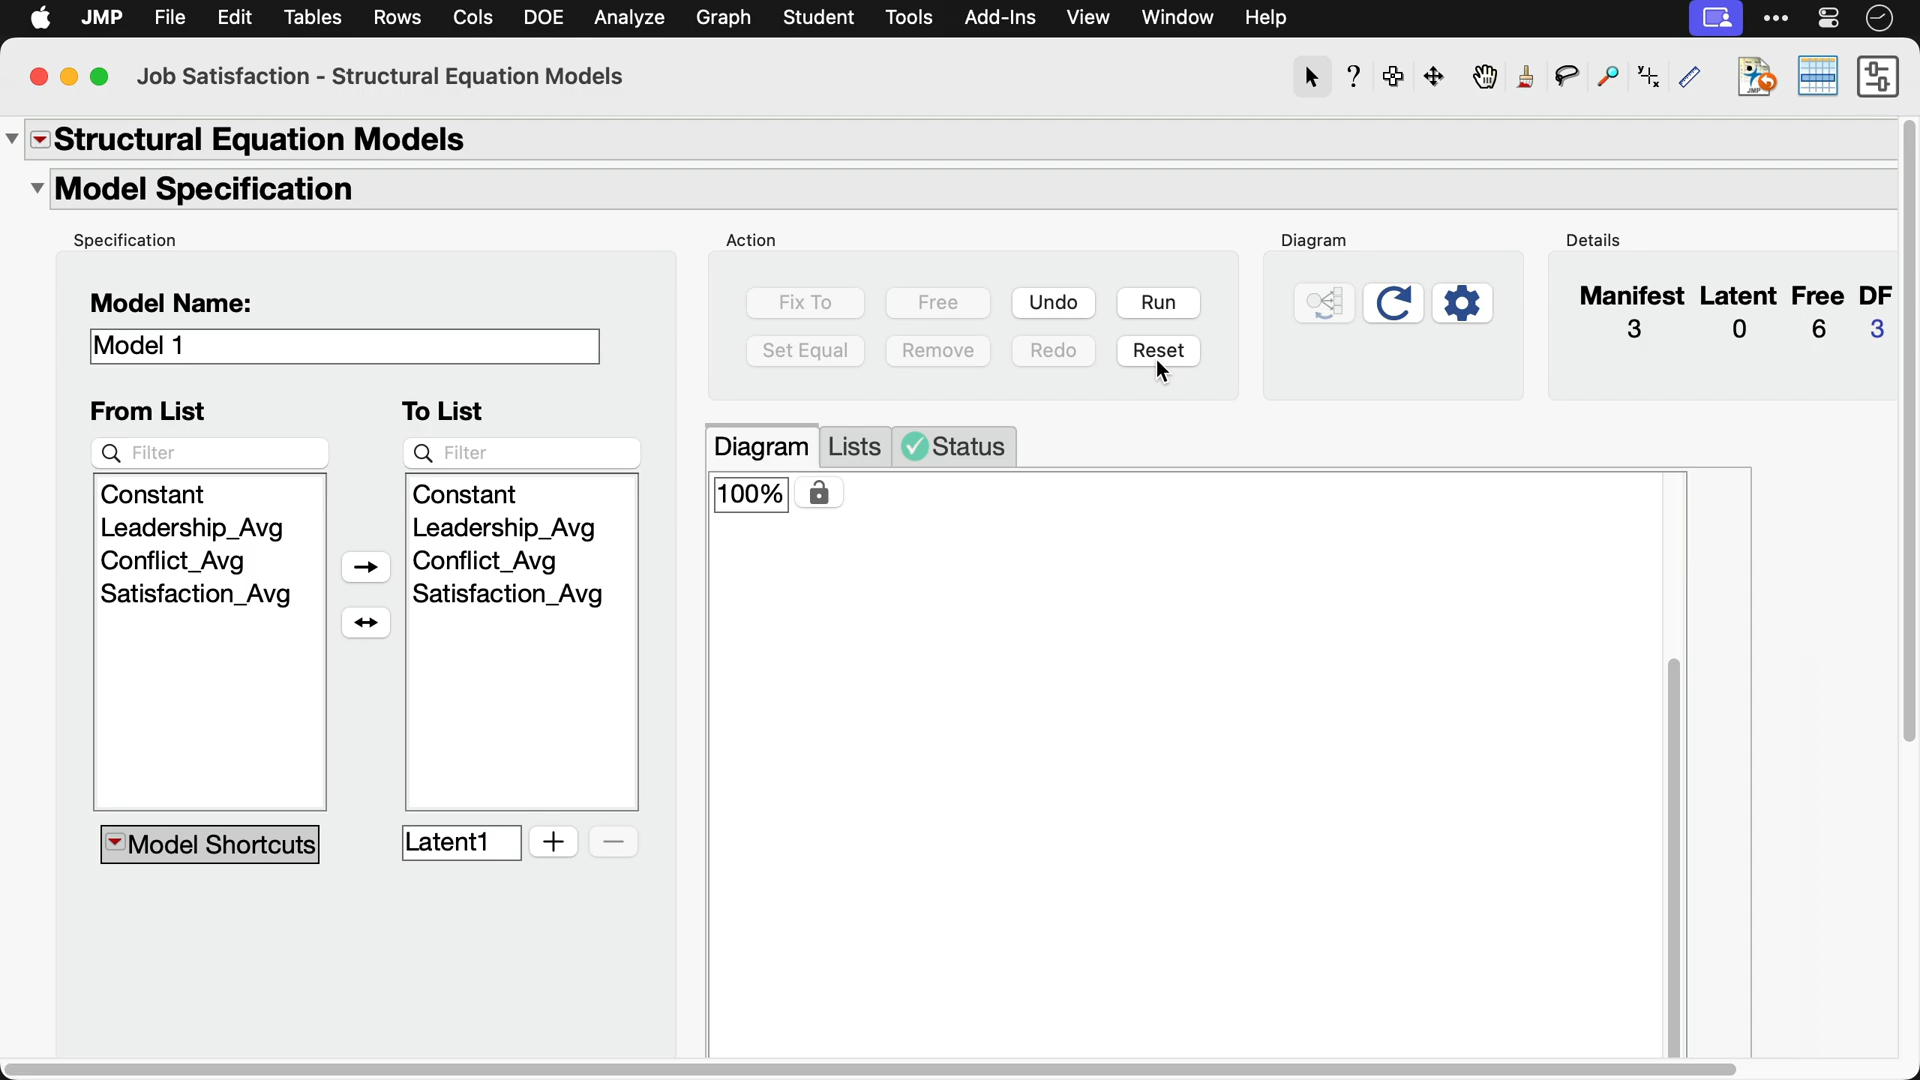 JMP File Edit Tables Rows Cols DOE Analyze Graph Student Tools Add-Ins View Window Help
Job Satisfaction - Structural Equation Models
Structural Equation Models
Model Specification
Specification
Action
Diagram
Details
Model Name:
Model 1
Fix To Free Undo Run
Set Equal Remove Redo Reset
Manifest Latent Free DF
3 0 6 3
From List
To List
Filter
Filter
Constant
Leadership_Avg
Conflict_Avg
Satisfaction_Avg
Constant
Leadership_Avg
Conflict_Avg
Satisfaction_Avg
Model Shortcuts
Latent1
Diagram Lists Status
100%